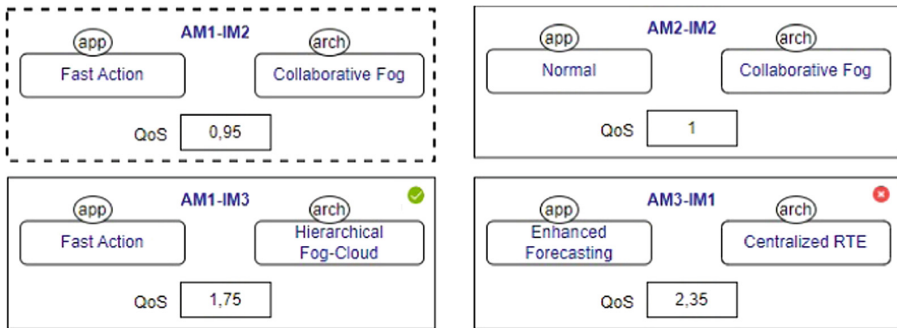 AM1-IM2
app
arch
Fast Action
Collaborative Fog
QoS
0,95
AM2-IM2
app
arch
Normal
Collaborative Fog
QoS
1
AM1-IM3
app
arch
Fast Action
Hierarchical
Fog-Cloud
QoS
1,75
AM3-IM1
app
arch
Enhanced
Forecasting
Centralized RTE
QoS
2,35